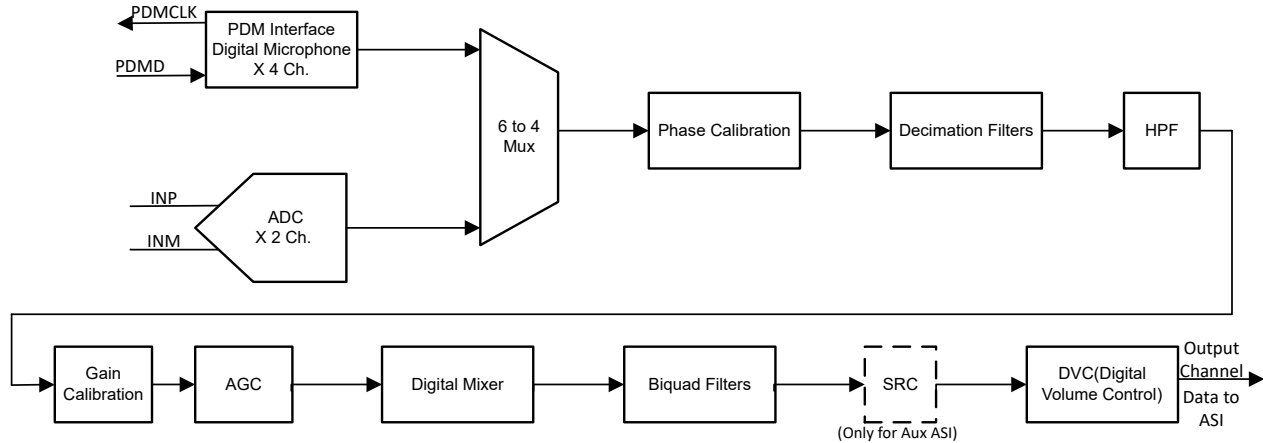 PDMCLK
PDMD
PDM Interface
Digital Microphone
X 4 Ch.
INP
INM
ADC
X 2 Ch.
6 to 4
Mux
Phase Calibration
Decimation Filters
HPF
Gain
Calibration
AGC
Digital Mixer
Biquad Filters
SRC
(Only for Aux ASI)
DVC(Digital
Volume Control)
Output
Channel
Data to
ASI